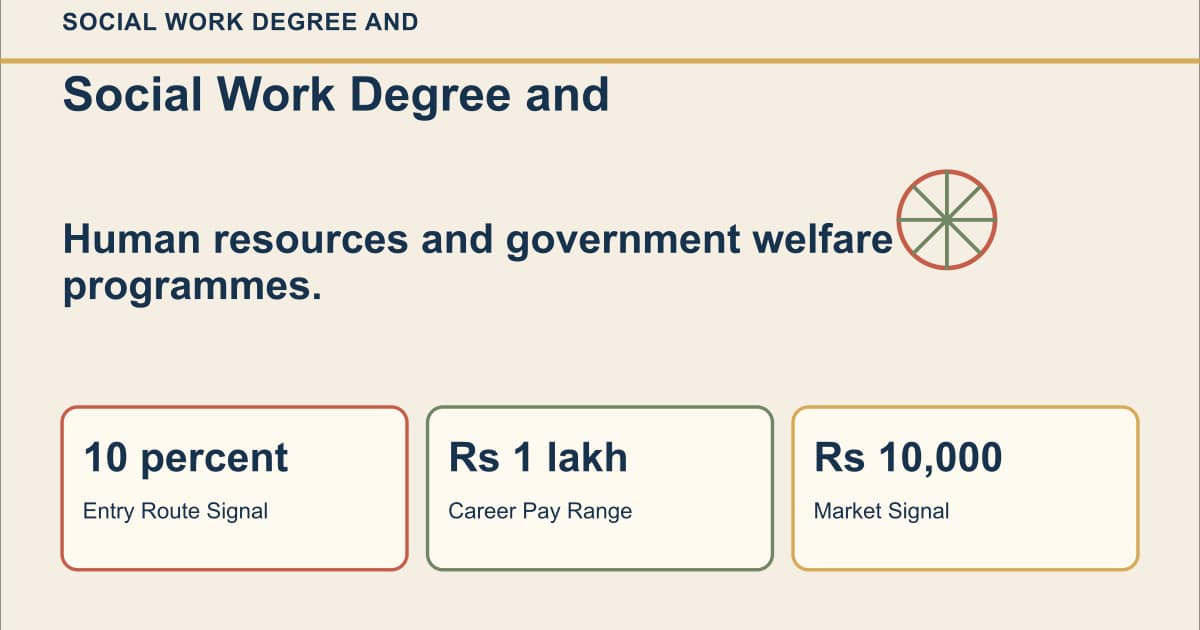 SOCIAL WORK DEGREE AND
Social Work Degree and
Human resources and government welfare
programmes.
10 percent
Entry Route Signal
Rs 1 lakh
Career Pay Range
Rs 10,000
Market Signal